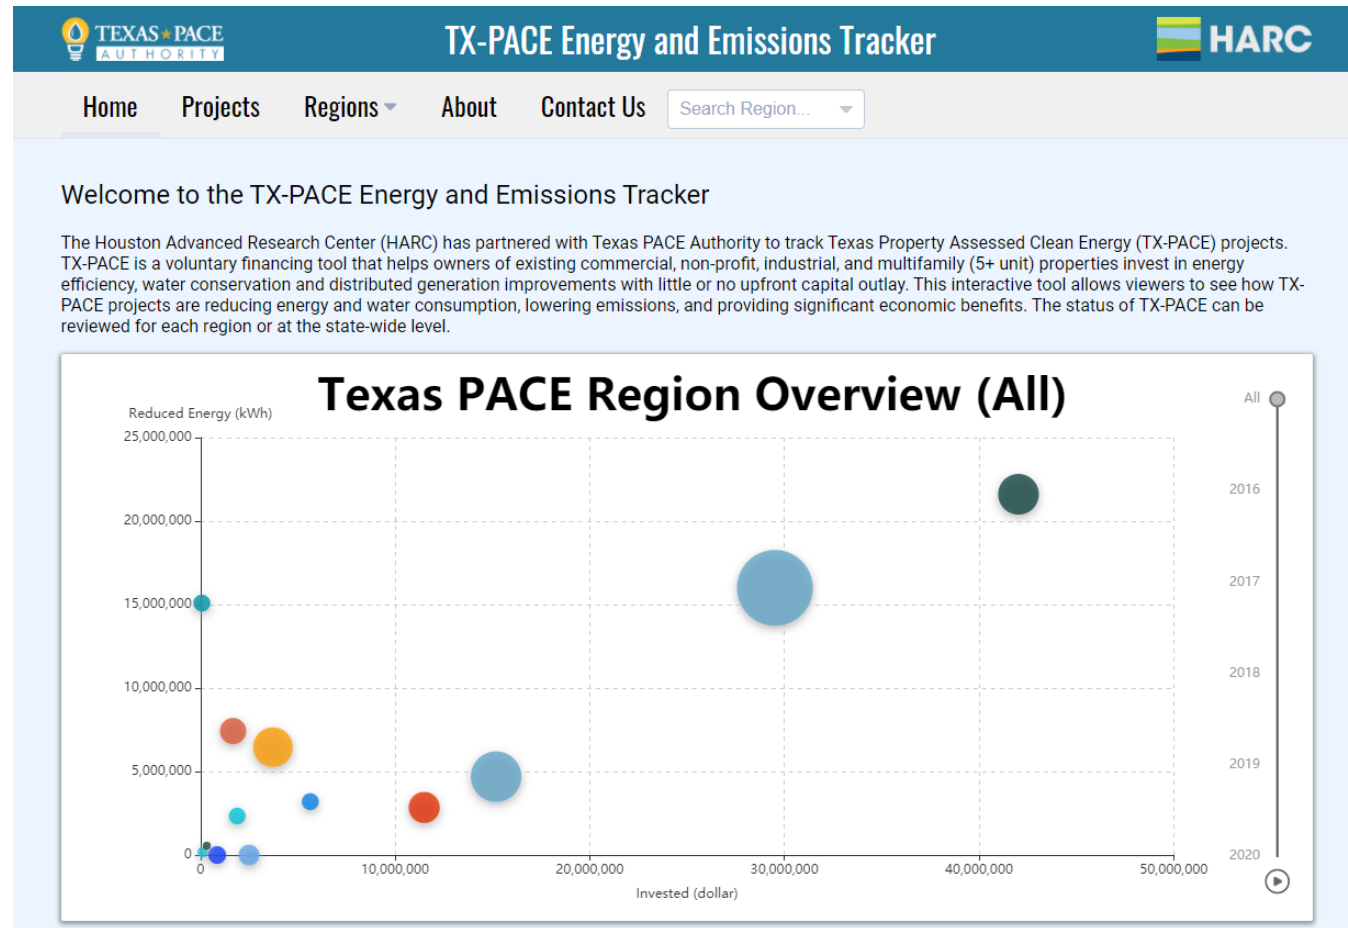 TEXAS★PACE
AUTHORITY
TX-PACE Energy and Emissions Tracker
HARC
Home Projects Regions About Contact Us Search Region...
Welcome to the TX-PACE Energy and Emissions Tracker
The Houston Advanced Research Center (HARC) has partnered with Texas PACE Authority to track Texas Property Assessed Clean Energy (TX-PACE) projects.
TX-PACE is a voluntary financing tool that helps owners of existing commercial, non-profit, industrial, and multifamily (5+ unit) properties invest in energy
efficiency, water conservation and distributed generation improvements with little or no upfront capital outlay. This interactive tool allows viewers to see how TX-
PACE projects are reducing energy and water consumption, lowering emissions, and providing significant economic benefits. The status of TX-PACE can be
reviewed for each region or at the state-wide level.
Texas PACE Region Overview (All)
Reduced Energy (kWh)
25,000,000
20,000,000
15,000,000
10,000,000
5,000,000
0
0 10,000,000 20,000,000 30,000,000 40,000,000 50,000,000
Invested (dollar)
All
2016
2017
2018
2019
2020